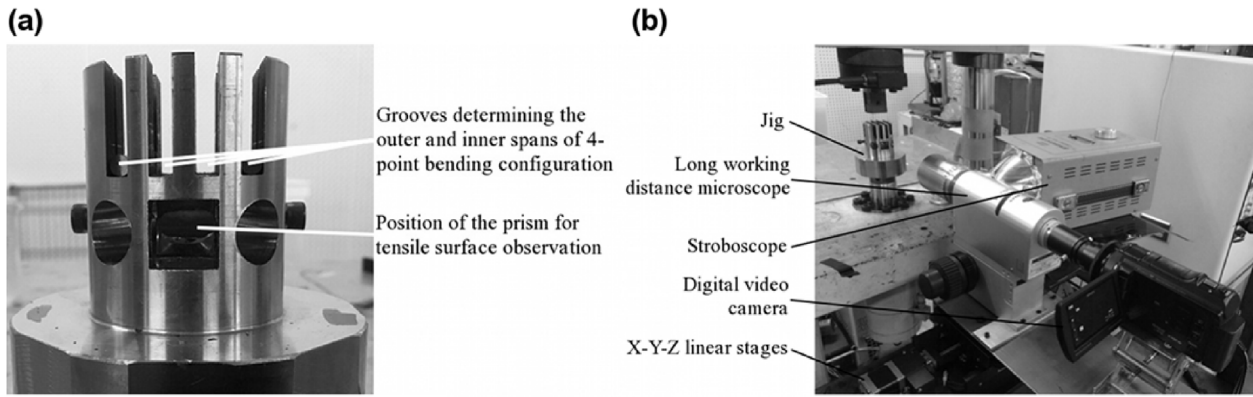 (a)
Grooves determining the
outer and inner spans of 4-
point bending configuration
Position of the prism for
tensile surface observation
(b)
Jig
Long working
distance microscope
Stroboscope
Digital video
camera
X-Y-Z linear stages